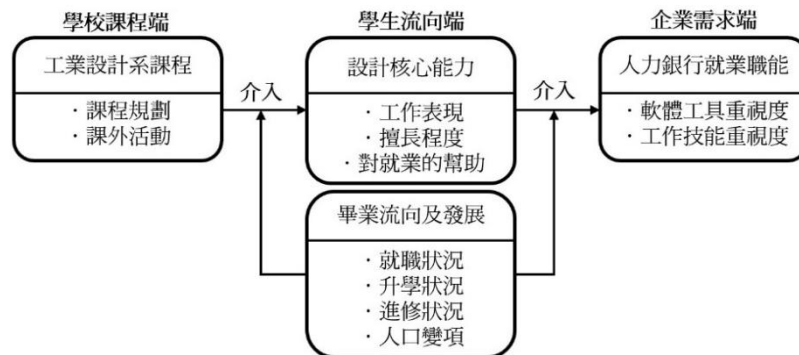 學校課程端
工業設計系課程
・課程規劃
・課外活動
介入
學生流向端
設計核心能力
・工作表現
・擅長程度
・對就業的幫助
畢業流向及發展
・就職狀況
・升學狀況
・進修狀況
・人口變項
介入
企業需求端
人力銀行就業職能
・軟體工具重視度
・工作技能重視度